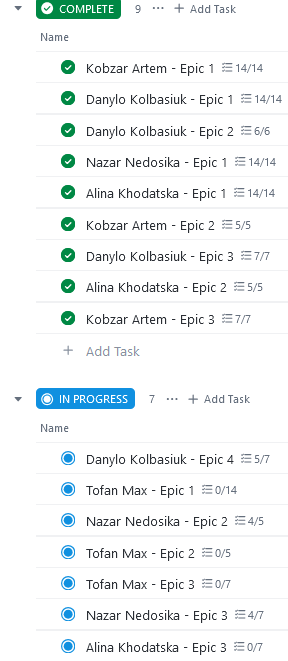 COMPLETE 9 ... + Add Task
Name
Kobzar Artem - Epic 1 14/14
Danylo Kolbasiuk - Epic 1 14/14
Danylo Kolbasiuk - Epic 2 6/6
Nazar Nedosika - Epic 1 14/14
Alina Khodatska - Epic 1 14/14
Kobzar Artem - Epic 2 5/5
Danylo Kolbasiuk - Epic 3 7/7
Alina Khodatska - Epic 2 5/5
Kobzar Artem - Epic 3 7/7
+ Add Task
IN PROGRESS 7 ... + Add Task
Name
Danylo Kolbasiuk - Epic 4 5/7
Tofan Max - Epic 1 0/14
Nazar Nedosika - Epic 2 4/5
Tofan Max - Epic 2 0/5
Tofan Max - Epic 3 0/7
Nazar Nedosika - Epic 3 4/7
Alina Khodatska - Epic 3 0/7